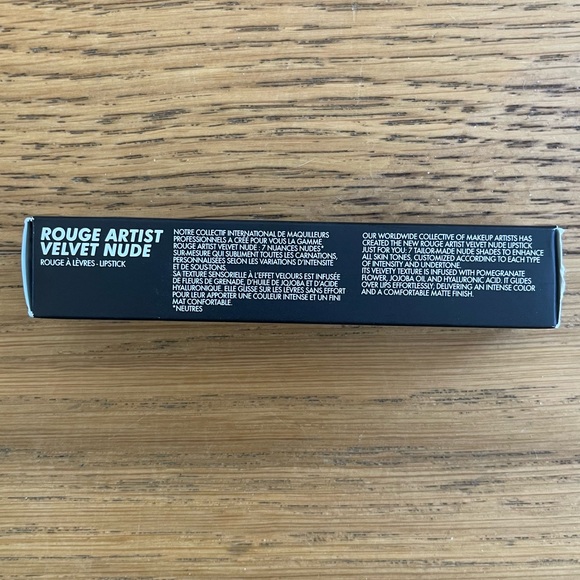 ROUGE ARTIST
VELVET NUDE
ROUGE À LÈVRES - LIPSTICK
NOTRE COLLECTIF INTERNATIONAL DE MAQUILLEURS
PROFESSIONNELS A CRÉÉ POUR VOUS LA GAMME
ROUGE ARTIST VELVET NUDE : 7 NUANCES NUDES*
SUR-MESURE QUI SUBLIMENT TOUTES LES CARNATIONS,
PERSONNALISÉES SELON LES VARIATIONS D'INTENSITÉ
ET DE SOUS-TONS.
SA TEXTURE SENSORIELLE À L'EFFET VELOURS EST INFUSÉE
DE FLEURS DE GRENADE, D'HUILE DE JOJOBA ET D'ACIDE
HYALURONIQUE. ELLE GLISSE SUR LES LÈVRES SANS EFFORT
POUR LEUR APPORTER UNE COULEUR INTENSE ET UN FINI
MAT CONFORTABLE.
*NEUTRES
OUR WORLDWIDE COLLECTIVE OF MAKEUP ARTISTS HAS
CREATED THE NEW ROUGE ARTIST VELVET NUDE LIPSTICK
JUST FOR YOU: 7 TAILOR-MADE NUDE SHADES TO ENHANCE
ALL SKIN TONES, CUSTOMIZED ACCORDING TO EACH TYPE
OF INTENSITY AND UNDERTONE.
ITS VELVETY TEXTURE IS INFUSED WITH POMEGRANATE
FLOWER, JOJOBA OIL AND HYALURONIC ACID. IT GLIDES
OVER LIPS EFFORTLESSLY, DELIVERING AN INTENSE COLOR
AND A COMFORTABLE MATTE FINISH.